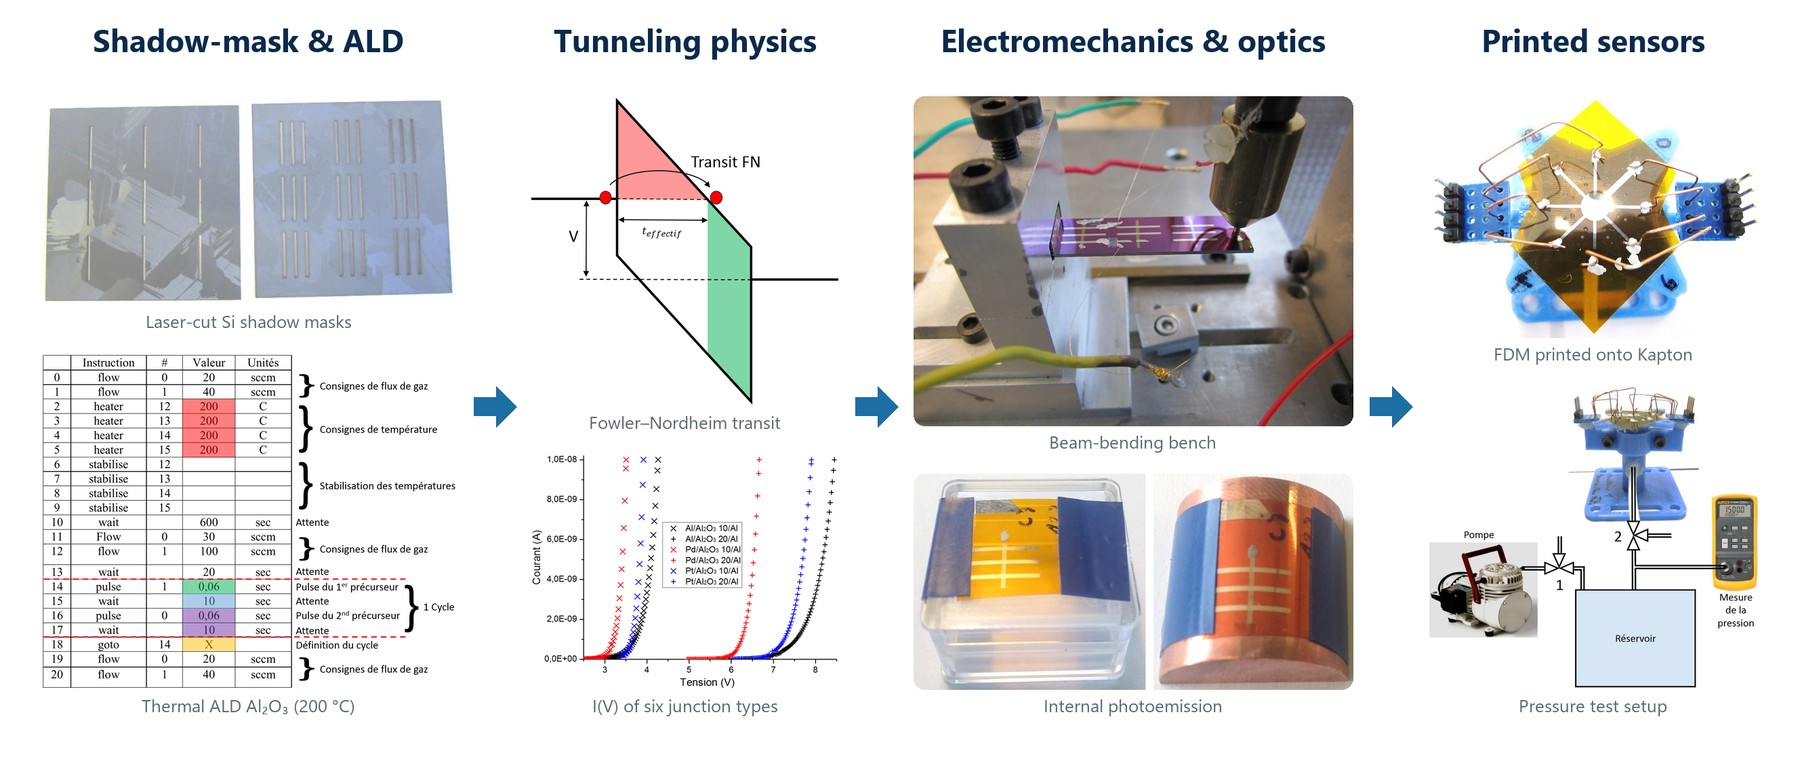 Shadow-mask & ALD
Tunneling physics
Electromechanics & optics
Printed sensors
Laser-cut Si shadow masks
Instruction # Valeur Unités
0 flow 0 20 sccm
1 flow 1 40 sccm
Consignes de flux de gaz
2 heater 12 200 C
3 heater 13 200 C
4 heater 14 200 C
5 heater 15 200 C
Consignes de température
6 stabilise 12
7 stabilise 13
8 stabilise 14
9 stabilise 15
Stabilisation des températures
10 wait 600 sec Attente
11 Flow 0 30 sccm
12 flow 1 100 sccm
Consignes de flux de gaz
13 wait 20 sec Attente
14 pulse 1 0,06 sec Pulse du 1er précurseur
15 wait 10 sec Attente
16 pulse 0 0,06 sec Pulse du 2nd précurseur
17 wait 10 sec Attente
1 Cycle
18 goto 14 X Définition du cycle
19 flow 0 20 sccm
20 flow 1 40 sccm
Consignes de flux de gaz
Thermal ALD Al₂O₃ (200 °C)
Transit FN
V
t_effectif
Fowler–Nordheim transit
1,0E-08
8,0E-09
6,0E-09
4,0E-09
2,0E-09
0,0E+00
Courant (A)
Al/Al₂O₃ 10/Al
Al/Al₂O₃ 20/Al
Pd/Al₂O₃ 10/Al
Pd/Al₂O₃ 20/Al
Pt/Al₂O₃ 10/Al
Pt/Al₂O₃ 20/Al
3 4 5 6 7 8
Tension (V)
I(V) of six junction types
Beam-bending bench
C3
Internal photoemission
FDM printed onto Kapton
Pompe
1
2
Réservoir
Mesure
de la
pression
Pressure test setup